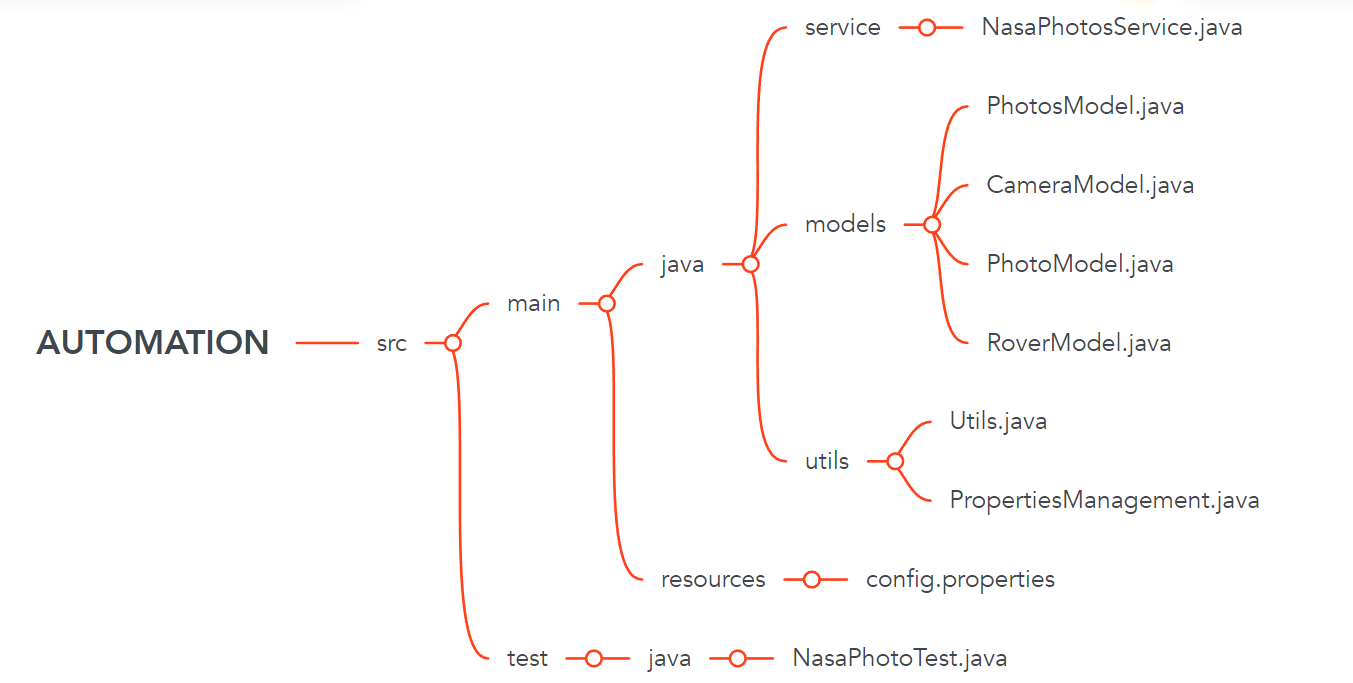 service
NasaPhotosService.java
PhotosModel.java
CameraModel.java
models
PhotoModel.java
java
main
RoverModel.java
AUTOMATION
src
Utils.java
utils
PropertiesManagement.java
resources
config.properties
test
java
NasaPhotoTest.java